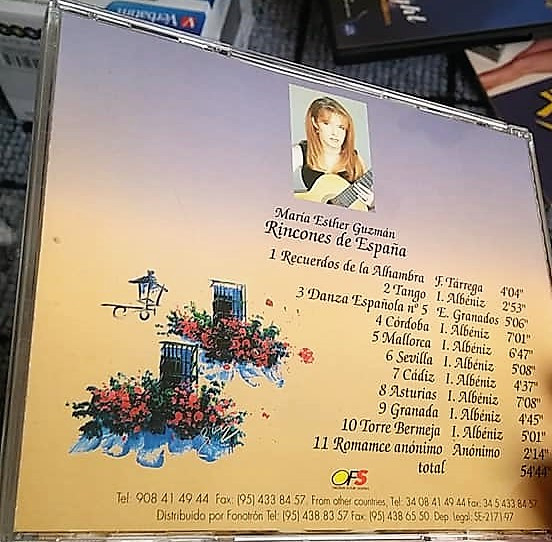 Verbatim
María Esther Guzmán
Rincones de España
1 Recuerdos de la Alhambra F. Tárrega 4'04"
2 Tango I. Albéniz 2'53"
3 Danza Española nº 5 E. Granados 5'06"
4 Córdoba I. Albéniz 7'01"
5 Mallorca I. Albéniz 6'47"
6 Sevilla I. Albéniz 5'08"
7 Cádiz I. Albéniz 4'37"
8 Asturias I. Albéniz 7'08"
9 Granada I. Albéniz 4'45"
10 Torre Bermeja I. Albéniz 5'01"
11 Romamce anónimo Anónimo 2'14"
total 54'44"
OFS
Tel: 908 41 49 44 Fax: (95) 433 84 57. From other countries, Tel: 34 08 41 49 44 Fax: 34 5 433 84 57
Distribuido por Fonotrón Tel: (95) 438 83 57 Fax: (95) 438 65 50 Dep. Legal: SE-2171-97